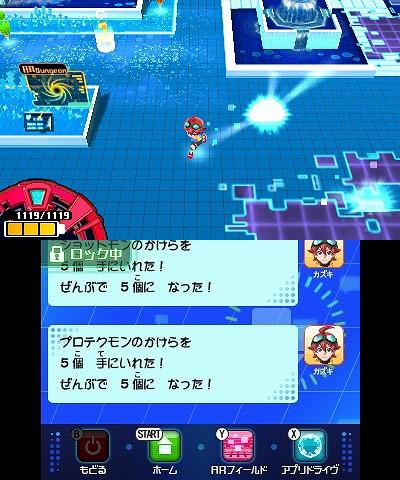 ARDungeon
1119/1119
ショットモンのかけらを
ロック中
5個 手にいれた！
ぜんぶで 5個に なった！
カズキ
プロテクモンのかけらを
5個 手にいれた！
ぜんぶで 5個に なった！
カズキ
B
START
Y
X
もどる
ホーム
ARフィールド
アプリドライヴ